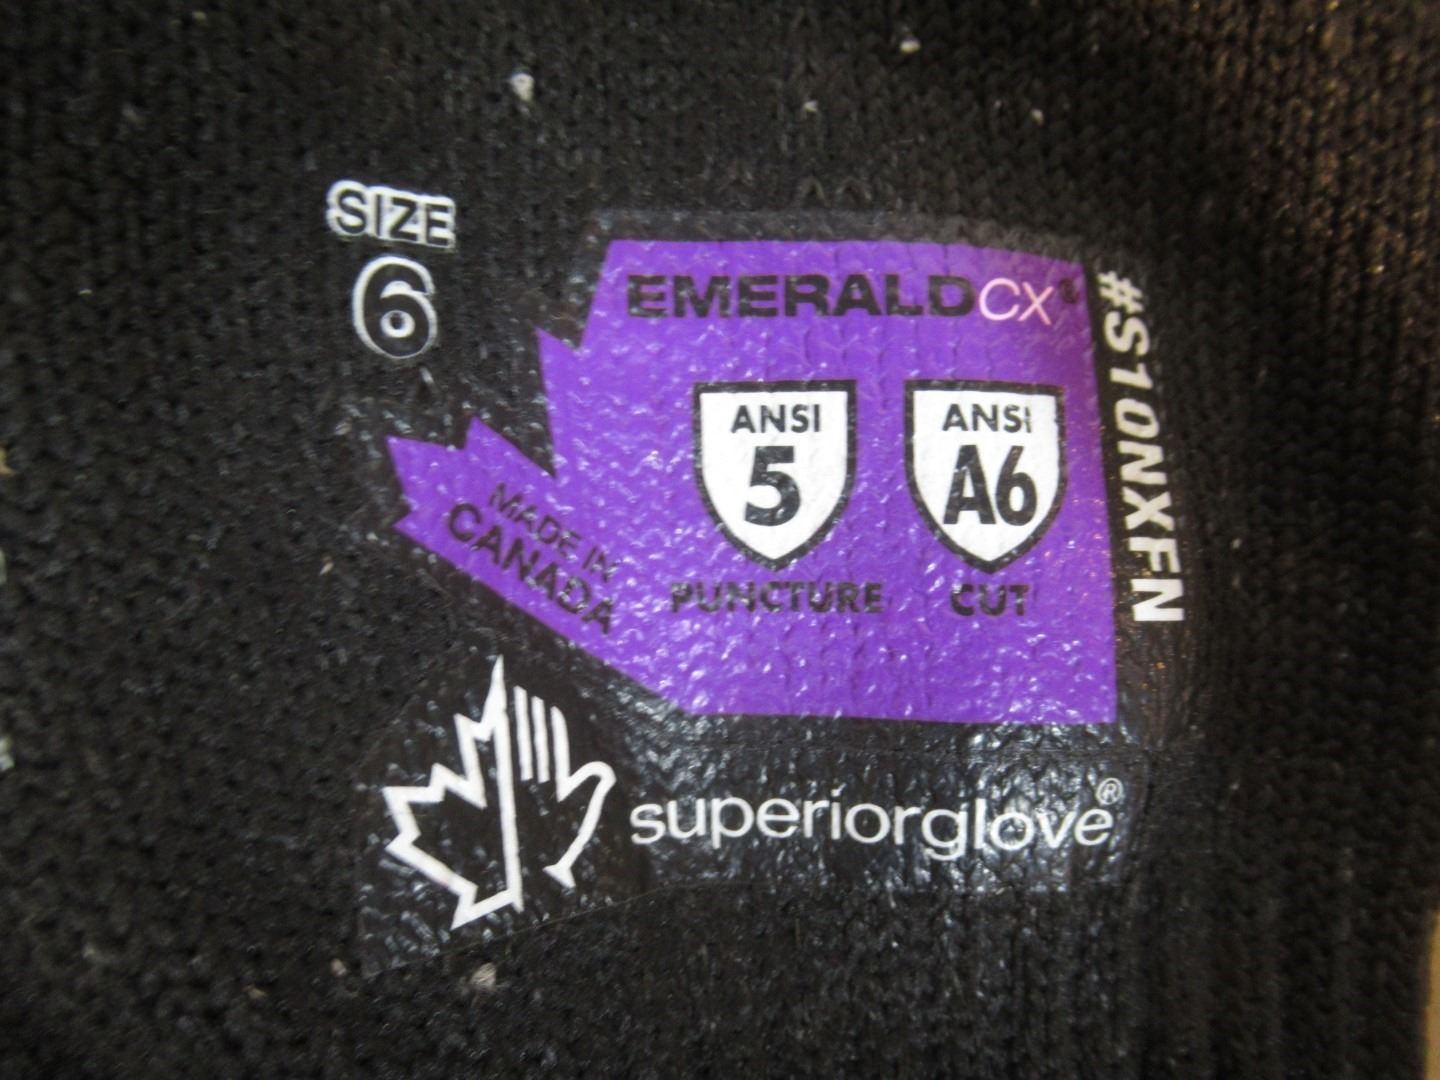 SIZE
6
EMERALDCX®
ANSI
5
PUNCTURE
ANSI
A6
CUT
#S10NXFN
MADE IN
CANADA
superiorglove®